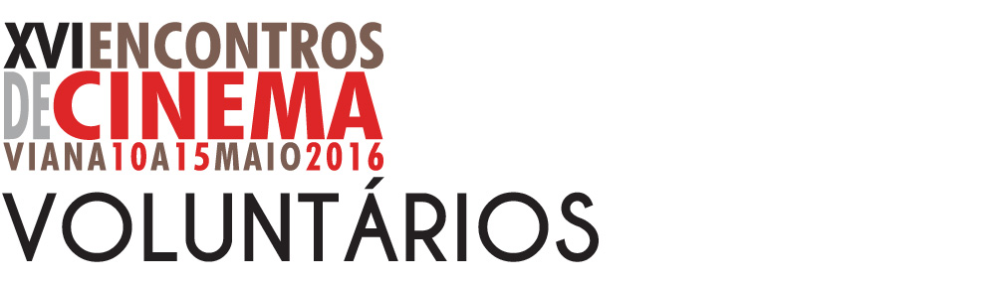 XVIENCONTROS
DECINEMA
VIANA10A15MAIO2016
VOLUNTÁRIOS